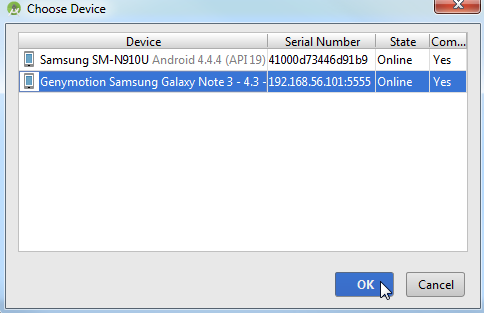 Choose Device
Device Serial Number State Com...
Samsung SM-N910U Android 4.4.4 (API 19) 41000d73446d91b9 Online Yes
Genymotion Samsung Galaxy Note 3 - 4.3 - 192.168.56.101:5555 Online Yes
OK Cancel